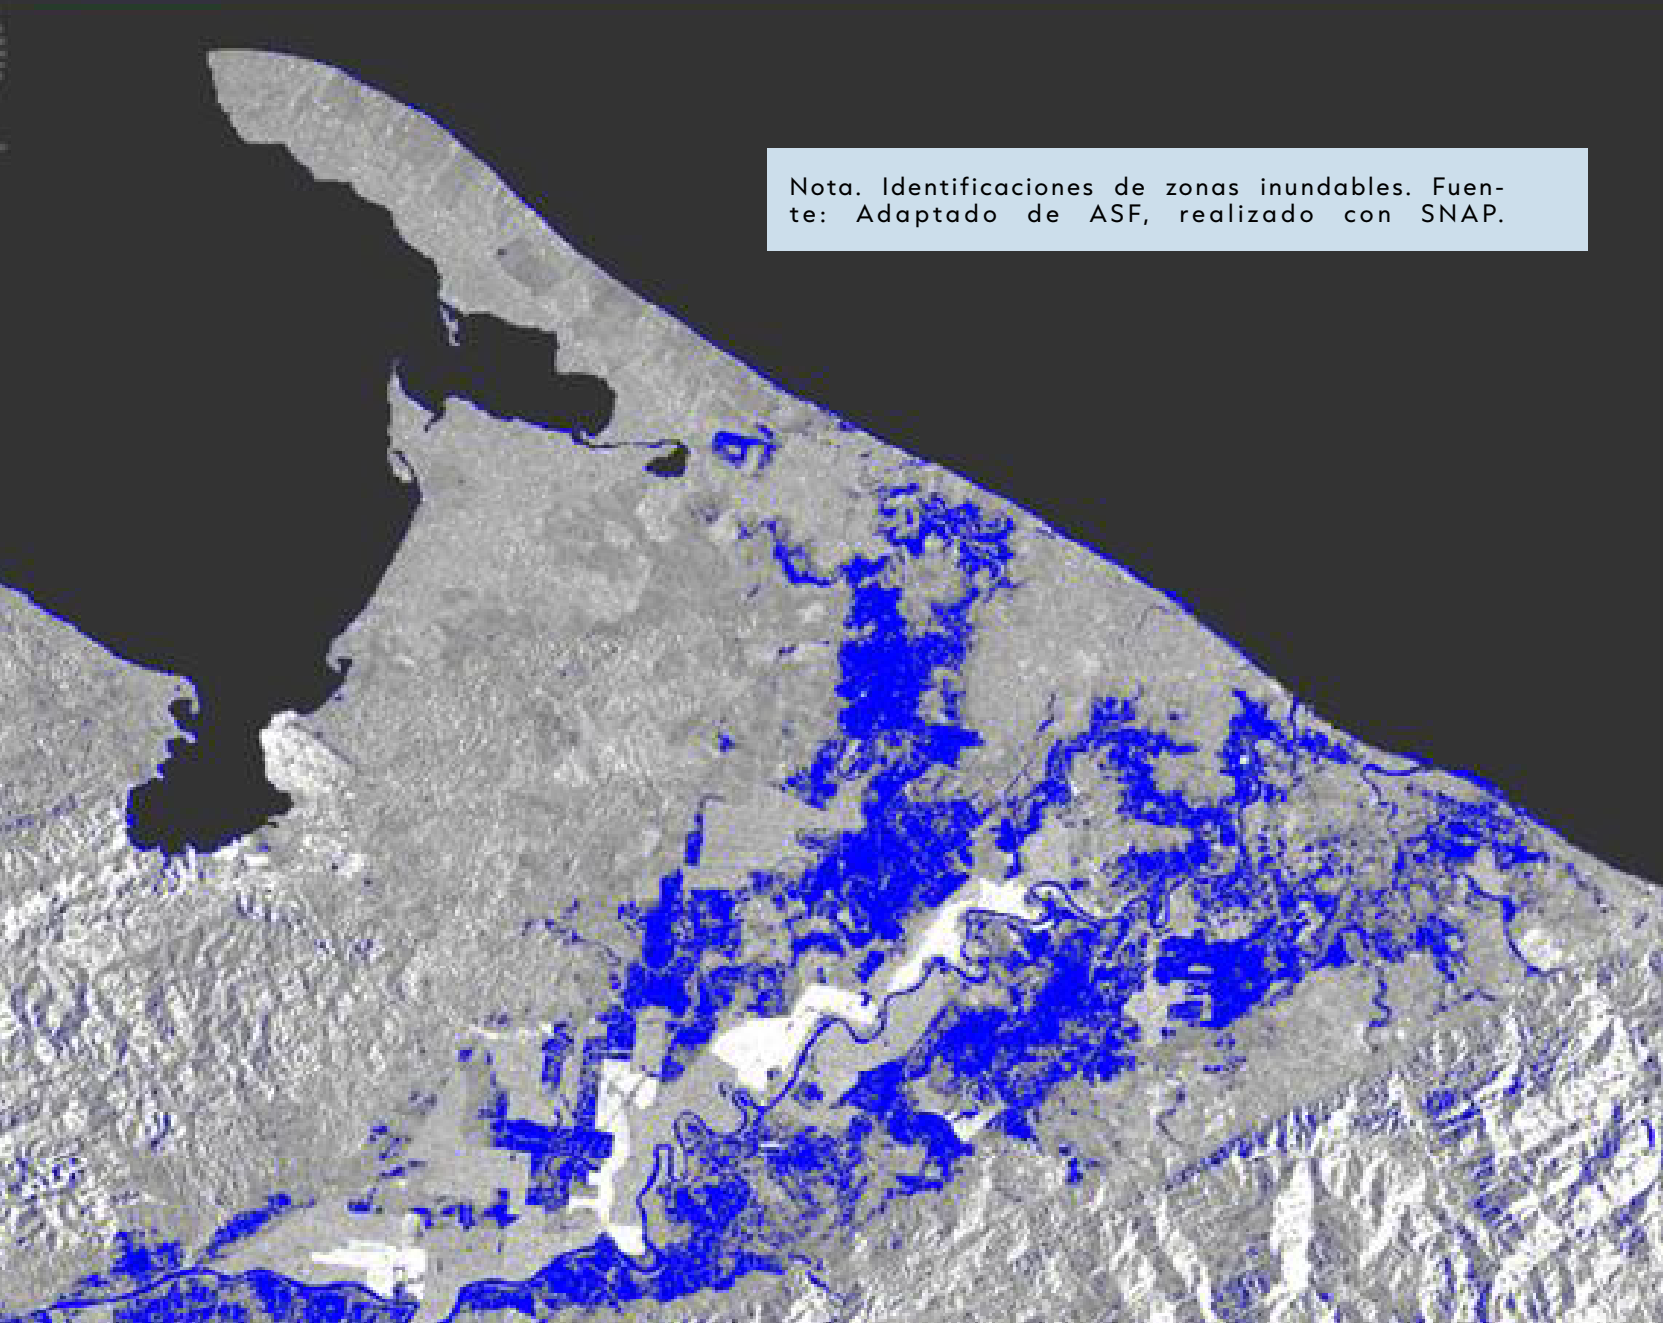 Nota. Identificaciones de zonas inundables. Fuen-
te: Adaptado de ASF, realizado con SNAP.